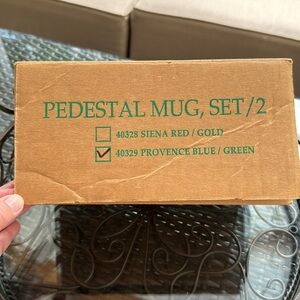 PEDESTAL MUG, SET/2
40328 SIENA RED / GOLD
40329 PROVENCE BLUE / GREEN